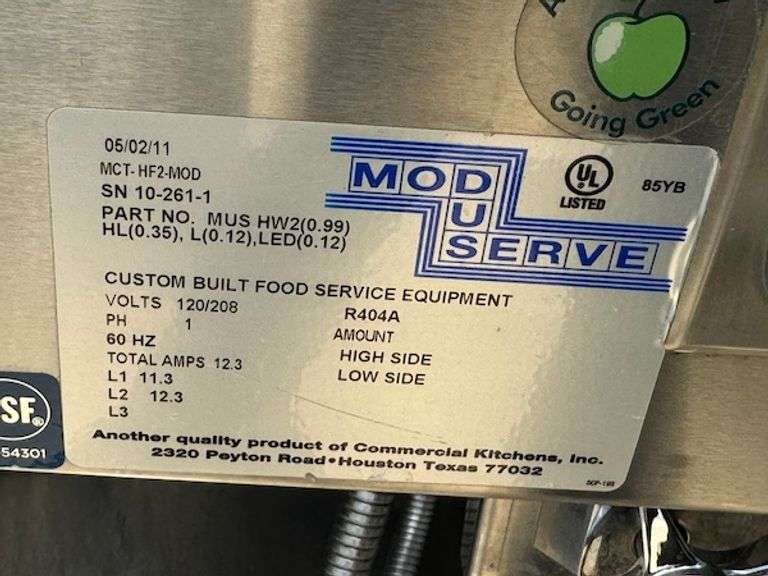 Going Green
05/02/11
MCT-HF2-MOD
SN 10-261-1
PART NO. MUS HW2(0.99)
HL(0.35), L(0.12),LED(0.12)
MOD
U
SERVE
UL
LISTED
85YB
CUSTOM BUILT FOOD SERVICE EQUIPMENT
VOLTS 120/208
R404A
PH 1
AMOUNT
60 HZ
HIGH SIDE
TOTAL AMPS 12.3
LOW SIDE
L1 11.3
L2 12.3
L3
SF®
54301
Another quality product of Commercial Kitchens, Inc.
2320 Peyton Road•Houston Texas 77032